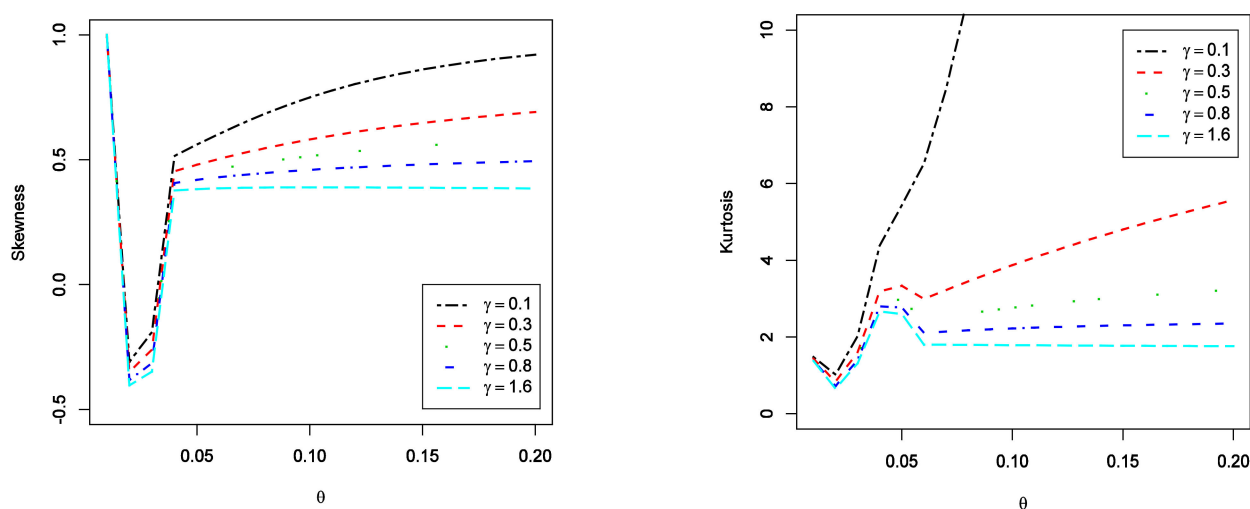 Skewness
1.0
0.5
0.0
-0.5
0.05
0.10
0.15
0.20
θ
γ = 0.1
γ = 0.3
γ = 0.5
γ = 0.8
γ = 1.6
Kurtosis
10
8
6
4
2
0
0.05
0.10
0.15
0.20
θ
γ = 0.1
γ = 0.3
γ = 0.5
γ = 0.8
γ = 1.6